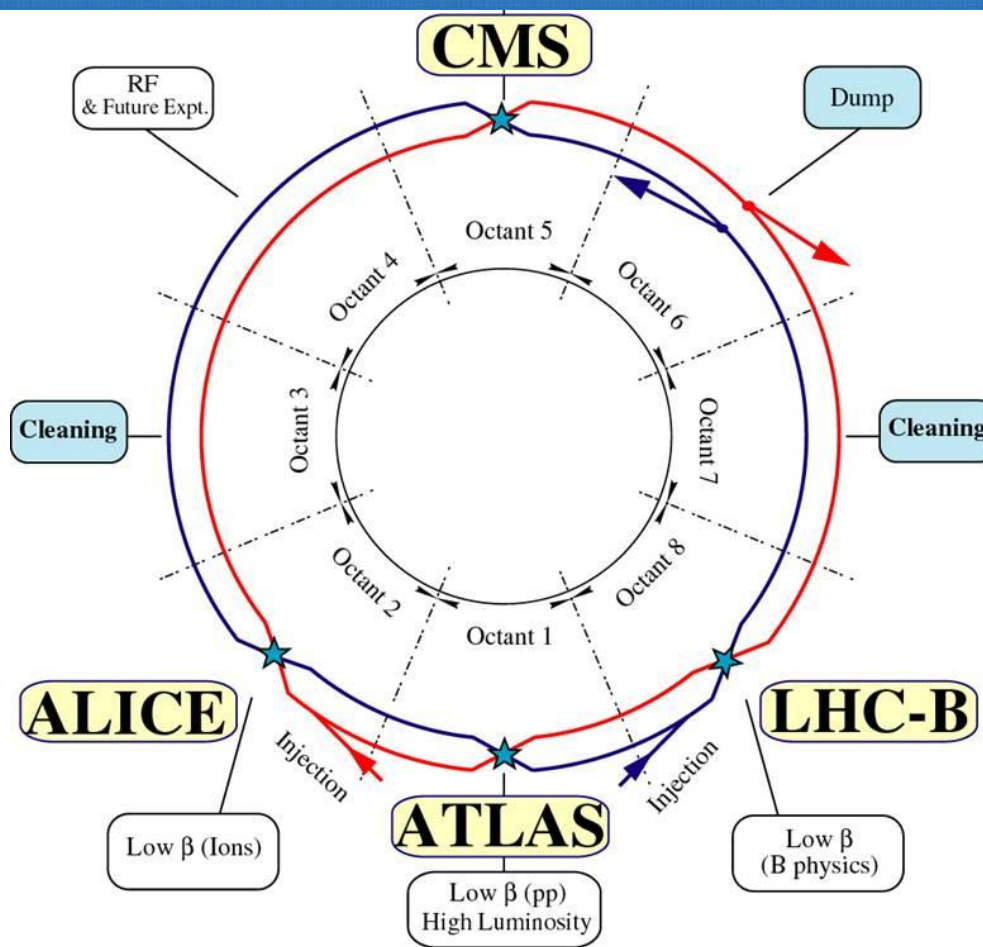 CMS
RF
& Future Expt.
Dump
Octant 5
Octant 4
Octant 6
Octant 3
Octant 7
Cleaning
Cleaning
Octant 2
Octant 8
Octant 1
ALICE
LHC-B
Injection
Injection
ATLAS
Low β (Ions)
Low β
(B physics)
Low β (pp)
High Luminosity